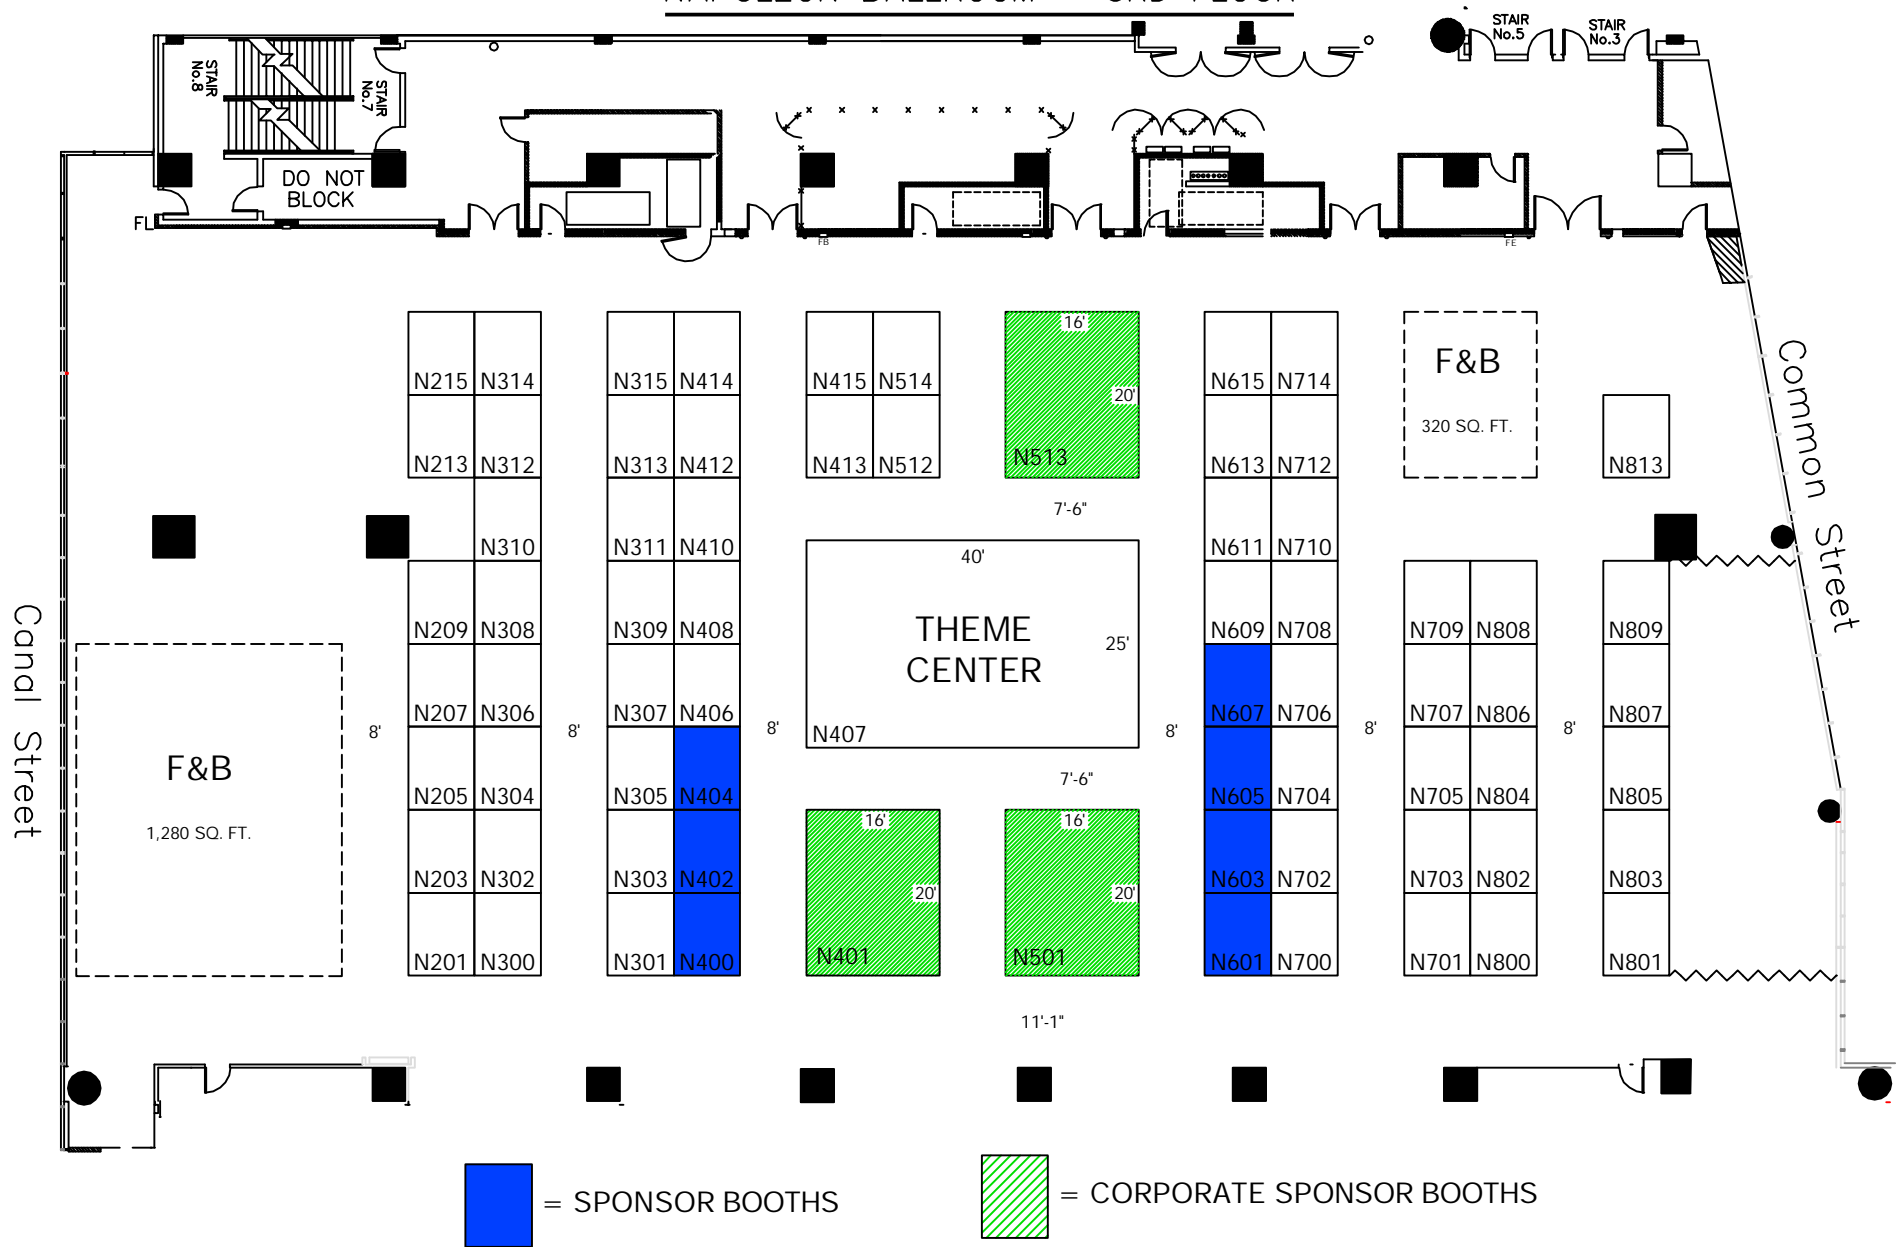 STAIR
No.5
STAIR
No.3
STAIR
No.8
STAIR
No.7
DO NOT
BLOCK
FL
FB
FE
16'
N215 N314 N315 N414 N415 N514 20' N615 N714
F&B
320 SQ. FT.
N213 N312 N313 N412 N413 N512 N513 N613 N712 N813
Common Street
7'-6"
N310 N311 N410 N611 N710
40'
THEME
CENTER
25'
N209 N308 N309 N408 N609 N708 N709 N808 N809
N207 N306 N307 N406 N407 N607 N706 N707 N806 N807
8' 8' 8' 8' 8' 8'
Canal Street
F&B
1,280 SQ. FT.
7'-6"
N205 N304 N305 N404 N605 N704 N705 N804 N805
16' 16'
N203 N302 N303 N402 20' 20' N603 N702 N703 N802 N803
N201 N300 N301 N400 N401 N501 N601 N700 N701 N800 N801
11'-1"
= SPONSOR BOOTHS
= CORPORATE SPONSOR BOOTHS